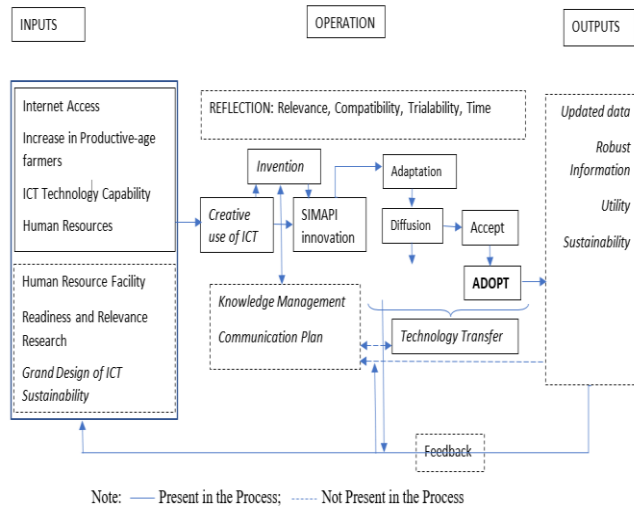 INPUTS
OPERATION
OUTPUTS
Internet Access
Increase in Productive-age
farmers
ICT Technology Capability
Human Resources
Human Resource Facility
Readiness and Relevance
Research
Grand Design of ICT
Sustainability
REFLECTION: Relevance, Compatibility, Trialability, Time
Invention
Creative
use of ICT
SIMAPI
innovation
Adaptation
Diffusion
Accept
ADOPT
Knowledge Management
Communication Plan
Technology Transfer
Updated data
Robust
Information
Utility
Sustainability
Feedback
Note: Present in the Process; Not Present in the Process